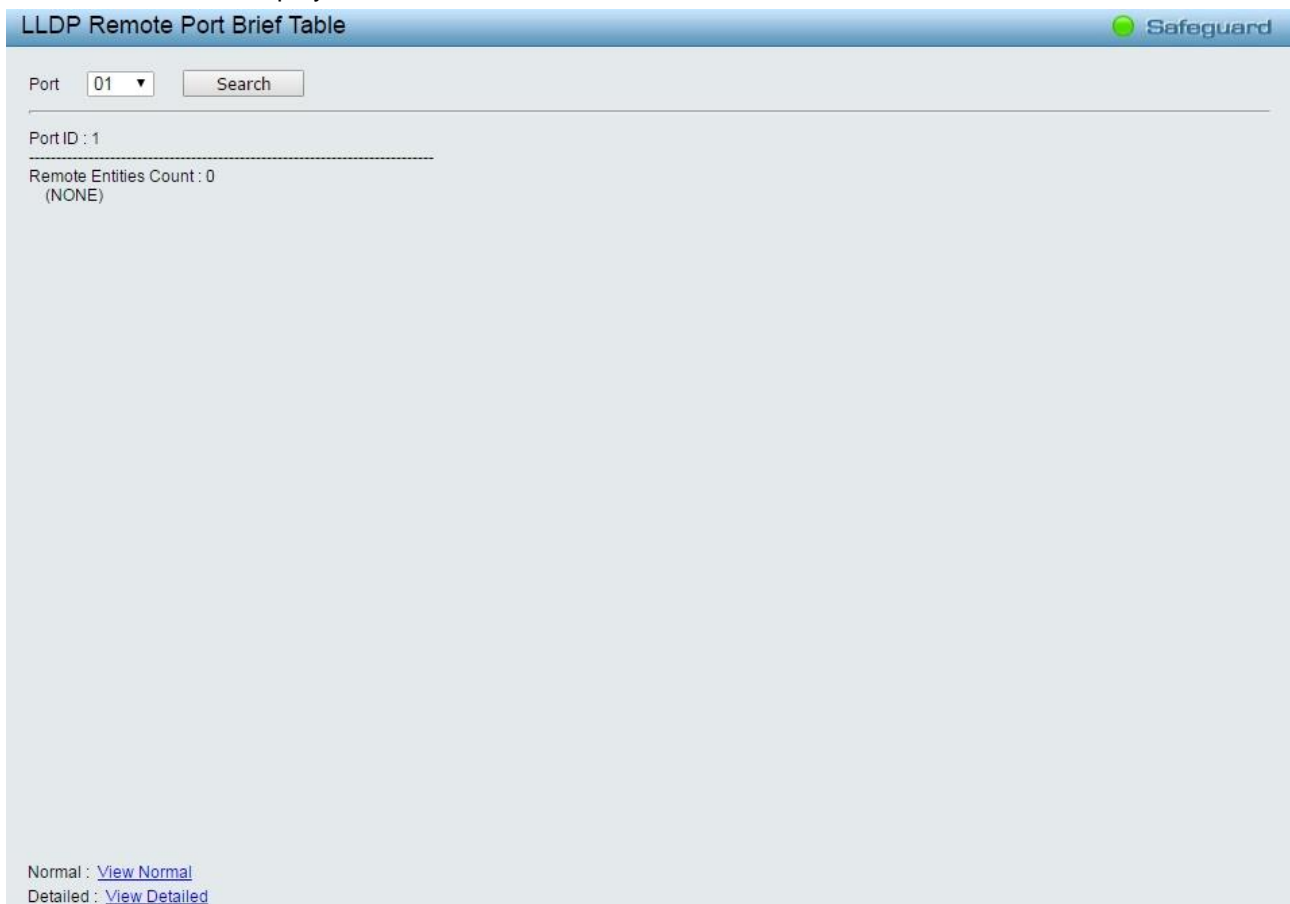 LLDP Remote Port Brief Table
Safeguard
Port 01 Search
Port ID : 1
--------------------------------------------------------------------------
Remote Entities Count : 0
(NONE)
Normal : View Normal
Detailed : View Detailed